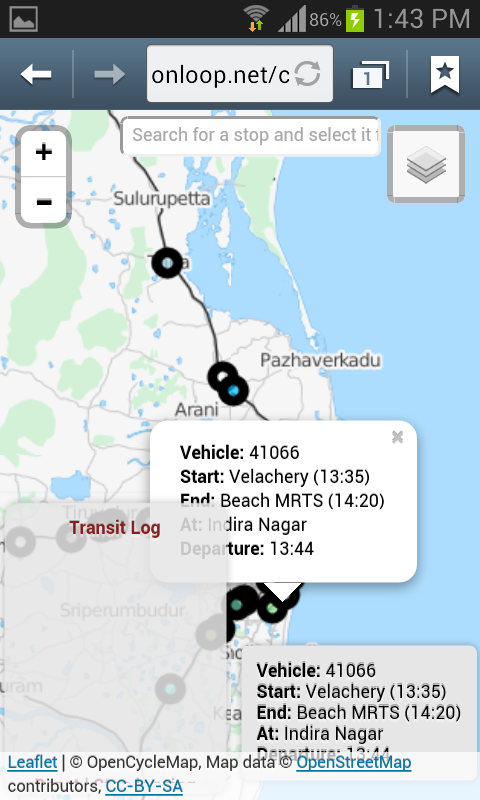 86% 1:43 PM
onloop.net/c
1
+
Search for a stop and select it
-
Sulurupetta
Pazhaverkadu
Arani
Vehicle: 41066
Start: Velachery (13:35)
End: Beach MRTS (14:20)
At: Indira Nagar
Departure: 13:44
Transit Log
Sriperumbudur
Vehicle: 41066
Start: Velachery (13:35)
End: Beach MRTS (14:20)
At: Indira Nagar
Departure: 13:44
Leaflet | © OpenCycleMap, Map data © OpenStreetMap
contributors, CC-BY-SA